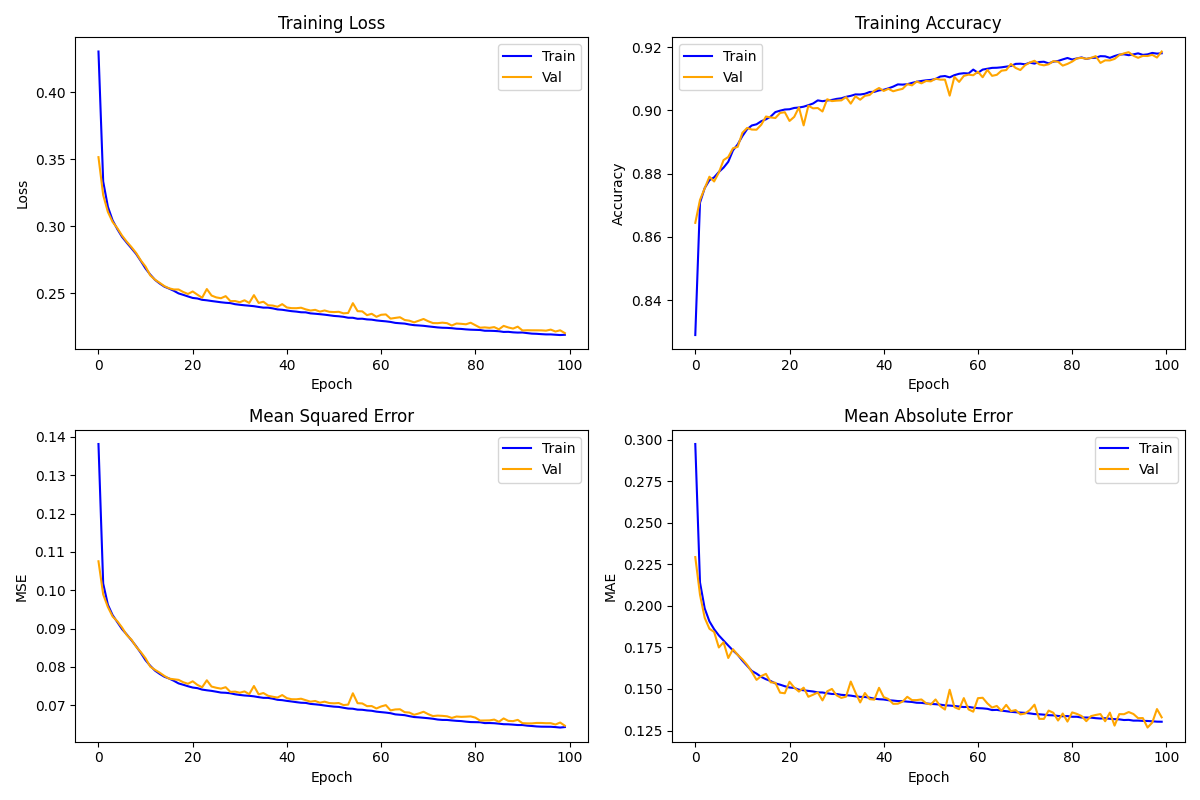 Training Loss
Loss
0.40
0.35
0.30
0.25
Train
Val
0 20 40 60 80 100
Epoch
Training Accuracy
Accuracy
0.92
0.90
0.88
0.86
0.84
Train
Val
0 20 40 60 80 100
Epoch
Mean Squared Error
MSE
0.14
0.13
0.12
0.11
0.10
0.09
0.08
0.07
Train
Val
0 20 40 60 80 100
Epoch
Mean Absolute Error
MAE
0.300
0.275
0.250
0.225
0.200
0.175
0.150
0.125
Train
Val
0 20 40 60 80 100
Epoch